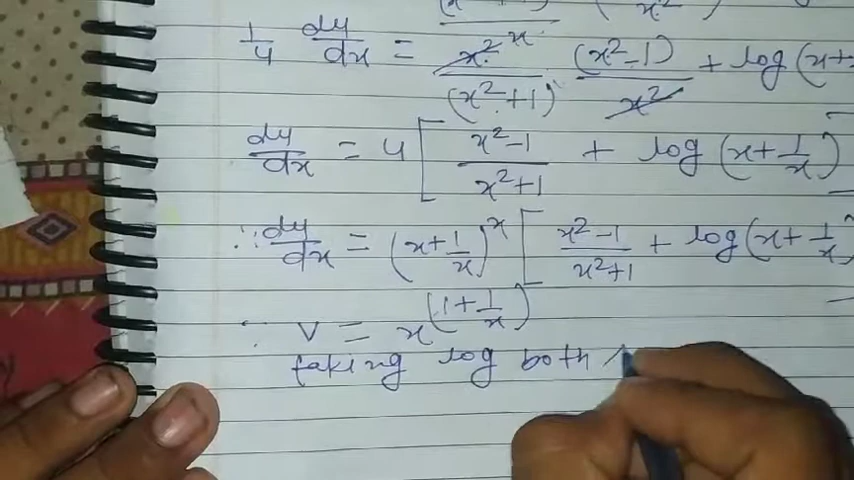 1/u du/dx = x²·x/(x²+1) (x²-1)/x² + log(x+
du/dx = u[ x²-1/x²+1 + log(x+1/x)
∴ du/dx = (x+1/x)^x [ x²-1/x²+1 + log(x+1/x)
∴ v = x^(1+1/x)
taking log both